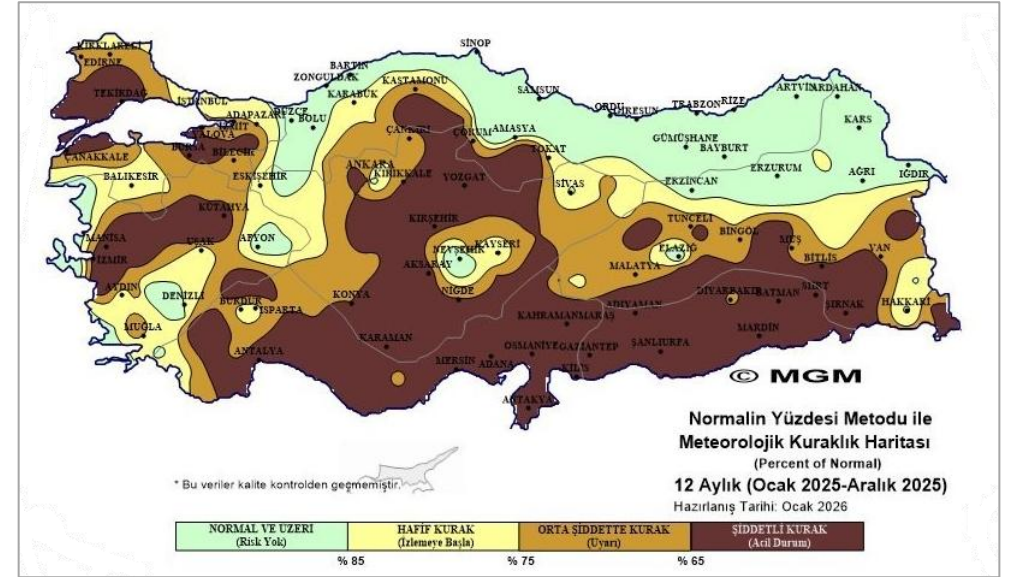 SİNOP
KIRKLARELİ
EDİRNE
BARTIN
ZONGULDAK
KASTAMONU
TEKİRDAĞ
İSTANBUL
KARABÜK
SAMSUN
ARTVİN
ARDAHAN
ORDU
GİRESUN
TRABZON
RİZE
ADAPAZARI
DÜZCE
BOLU
KARS
İZMİT
YALOVA
ÇANKIRI
ÇORUM
AMASYA
GÜMÜŞHANE
BAYBURT
BURSA
BİLECİK
TOKAT
ÇANAKKALE
ANKARA
KIRIKKALE
BALIKESİR
ESKİŞEHİR
YOZGAT
SİVAS
ERZİNCAN
ERZURUM
AĞRI
IĞDIR
KÜTAHYA
KIRŞEHİR
TUNCELİ
BİNGÖL
MANİSA
UŞAK
AFYON
NEVŞEHİR
KAYSERİ
ELAZIĞ
MUŞ
VAN
İZMİR
AKSARAY
MALATYA
BİTLİS
AYDIN
DENİZLİ
BURDUR
ISPARTA
KONYA
NİĞDE
ADIYAMAN
DİYARBAKIR
BATMAN
SİİRT
ŞIRNAK
HAKKARİ
MUĞLA
KAHRAMANMARAŞ
MARDİN
ANTALYA
KARAMAN
OSMANİYE
GAZİANTEP
ŞANLIURFA
MERSİN
ADANA
KİLİS
ANTAKYA
© MGM
Normalin Yüzdesi Metodu ile
Meteorolojik Kuraklık Haritası
(Percent of Normal)
12 Aylık (Ocak 2025-Aralık 2025)
Hazırlanış Tarihi: Ocak 2026
* Bu veriler kalite kontrolden geçmemiştir.
NORMAL VE ÜZERİ
(Risk Yok)
HAFİF KURAK
(İzlemeye Başla)
ORTA ŞİDDETTE KURAK
(Uyarı)
ŞİDDETLİ KURAK
(Acil Durum)
% 85
% 75
% 65